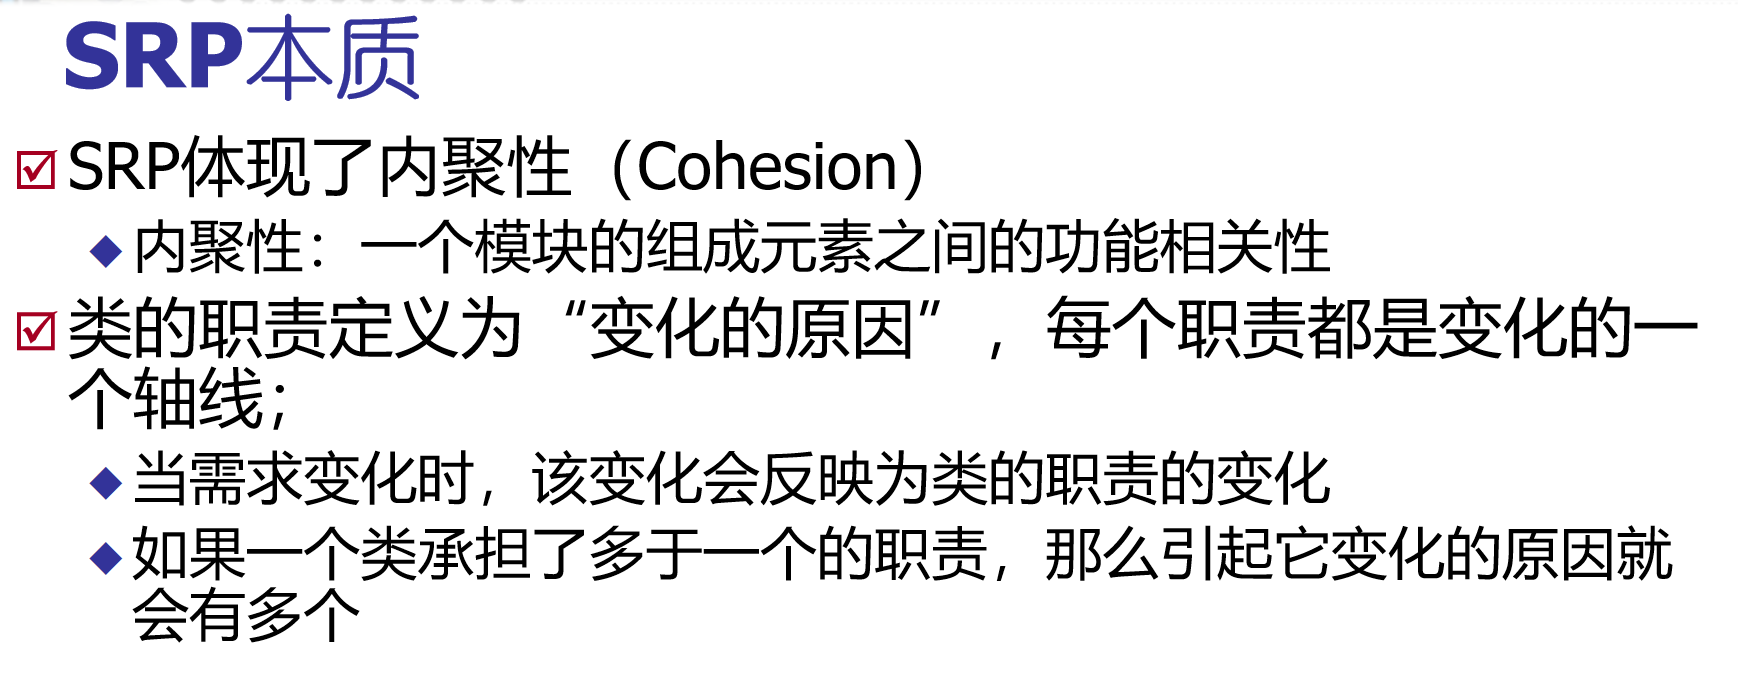 SRP本质
SRP体现了内聚性（Cohesion）
内聚性：一个模块的组成元素之间的功能相关性
类的职责定义为“变化的原因”，每个职责都是变化的一
个轴线；
当需求变化时，该变化会反映为类的职责的变化
如果一个类承担了多于一个的职责，那么引起它变化的原因就
会有多个